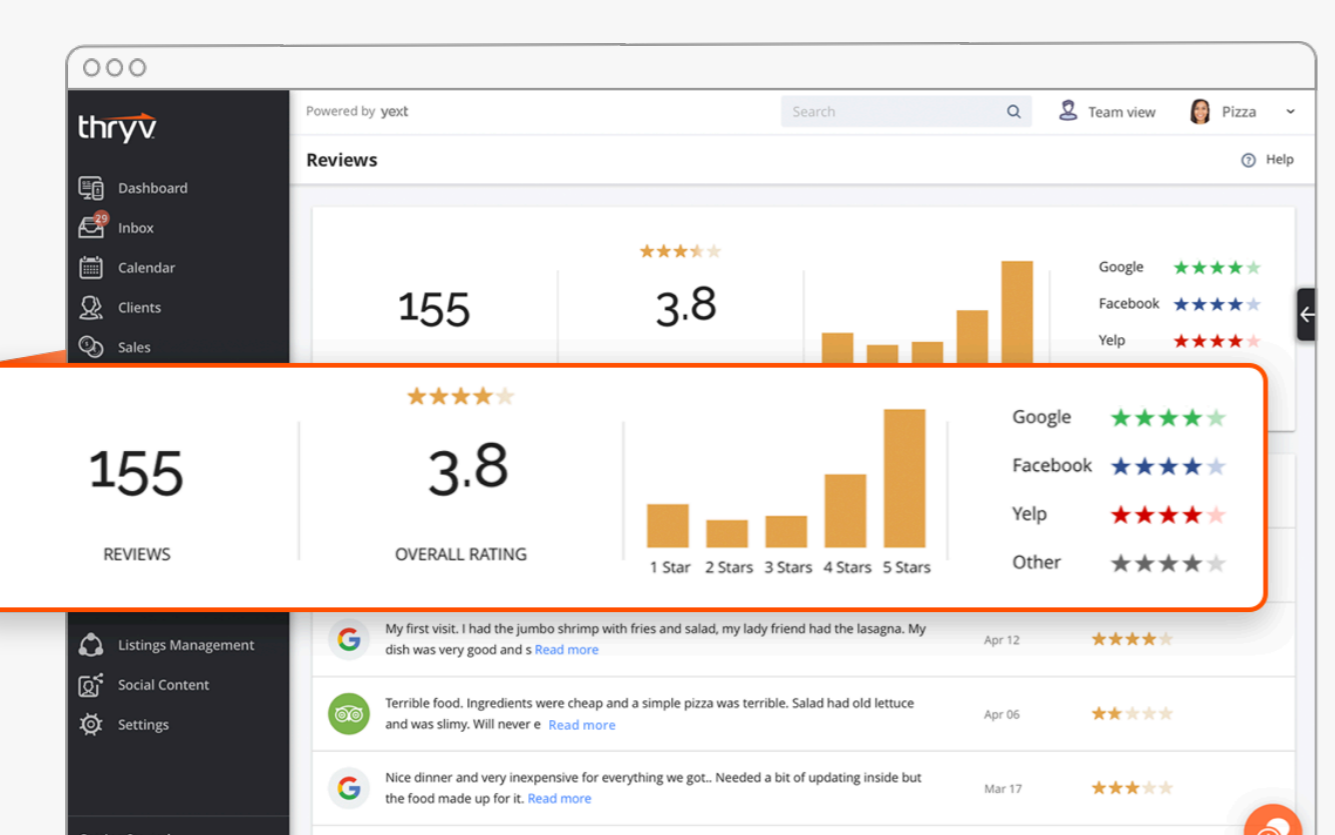 thryv
Powered by yext
Search
Team view
Pizza
Reviews
Help
Dashboard
29
Inbox
Calendar
Clients
Sales
155
3.8
Google
Facebook
Yelp
155
REVIEWS
3.8
OVERALL RATING
1 Star 2 Stars 3 Stars 4 Stars 5 Stars
Google
Facebook
Yelp
Other
Listings Management
Social Content
Settings
My first visit. I had the jumbo shrimp with fries and salad, my lady friend had the lasagna. My
dish was very good and s Read more
Apr 12
Terrible food. Ingredients were cheap and a simple pizza was terrible. Salad had old lettuce
and was slimy. Will never e Read more
Apr 06
Nice dinner and very inexpensive for everything we got.. Needed a bit of updating inside but
the food made up for it. Read more
Mar 17